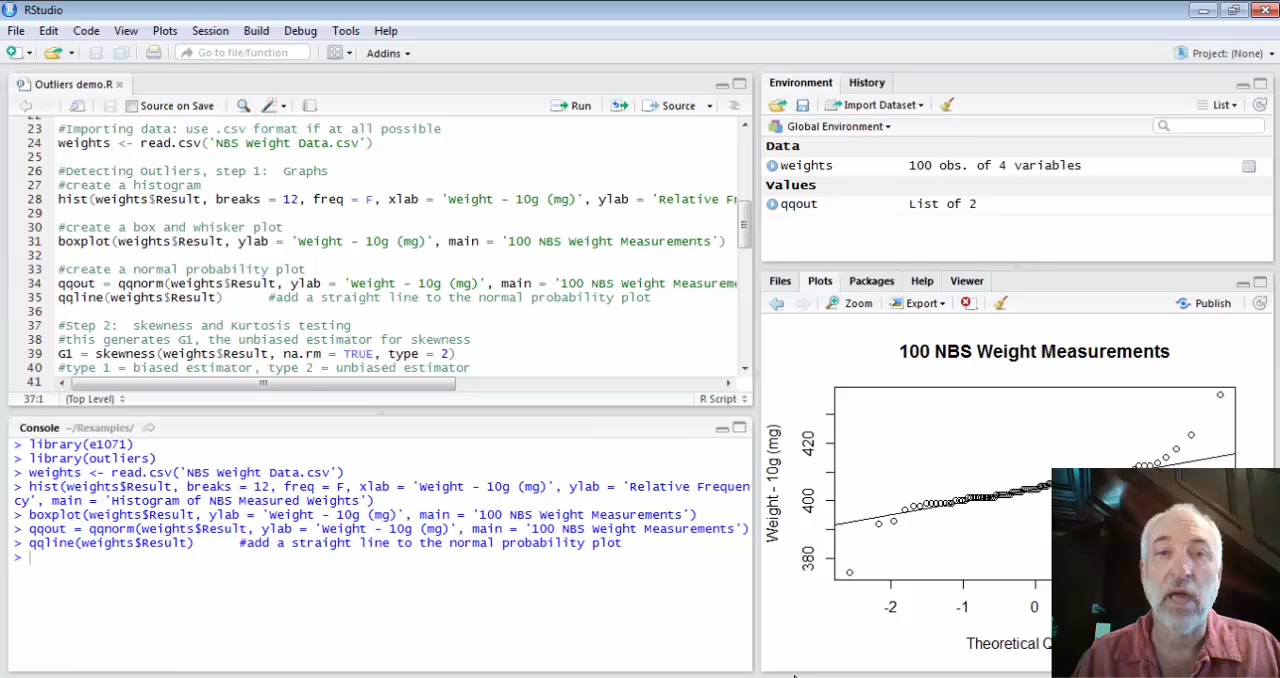 RStudio
File Edit Code View Plots Session Build Debug Tools Help
Go to file/function Addins Project: (None)
Outliers demo.R
Source on Save Run Source
23 #Importing data: use .csv format if at all possible
24 weights <- read.csv('NBS Weight Data.csv')
25
26 #Detecting Outliers, step 1: Graphs
27 #create a histogram
28 hist(weights$Result, breaks = 12, freq = F, xlab = 'Weight - 10g (mg)', ylab = 'Relative Fr
29
30 #create a box and whisker plot
31 boxplot(weights$Result, ylab = 'Weight - 10g (mg)', main = '100 NBS Weight Measurements')
32
33 #create a normal probability plot
34 qqout = qqnorm(weights$Result, ylab = 'Weight - 10g (mg)', main = '100 NBS Weight Measureme
35 qqline(weights$Result) #add a straight line to the normal probability plot
36
37 #Step 2: skewness and Kurtosis testing
38 #this generates G1, the unbiased estimator for skewness
39 G1 = skewness(weights$Result, na.rm = TRUE, type = 2)
40 #type 1 = biased estimator, type 2 = unbiased estimator
41
37:1 (Top Level) R Script
Console ~/Rexamples/
> library(e1071)
> library(outliers)
> weights <- read.csv('NBS Weight Data.csv')
> hist(weights$Result, breaks = 12, freq = F, xlab = 'Weight - 10g (mg)', ylab = 'Relative Frequen
cy', main = 'Histogram of NBS Measured Weights')
> boxplot(weights$Result, ylab = 'Weight - 10g (mg)', main = '100 NBS Weight Measurements')
> qqout = qqnorm(weights$Result, ylab = 'Weight - 10g (mg)', main = '100 NBS Weight Measurements')
> qqline(weights$Result) #add a straight line to the normal probability plot
>
Environment History
Import Dataset List
Global Environment
Data
weights 100 obs. of 4 variables
Values
qqout List of 2
Files Plots Packages Help Viewer
Zoom Export Publish
100 NBS Weight Measurements
Weight - 10g (mg)
420
400
380
-2 -1 0
Theoretical Q